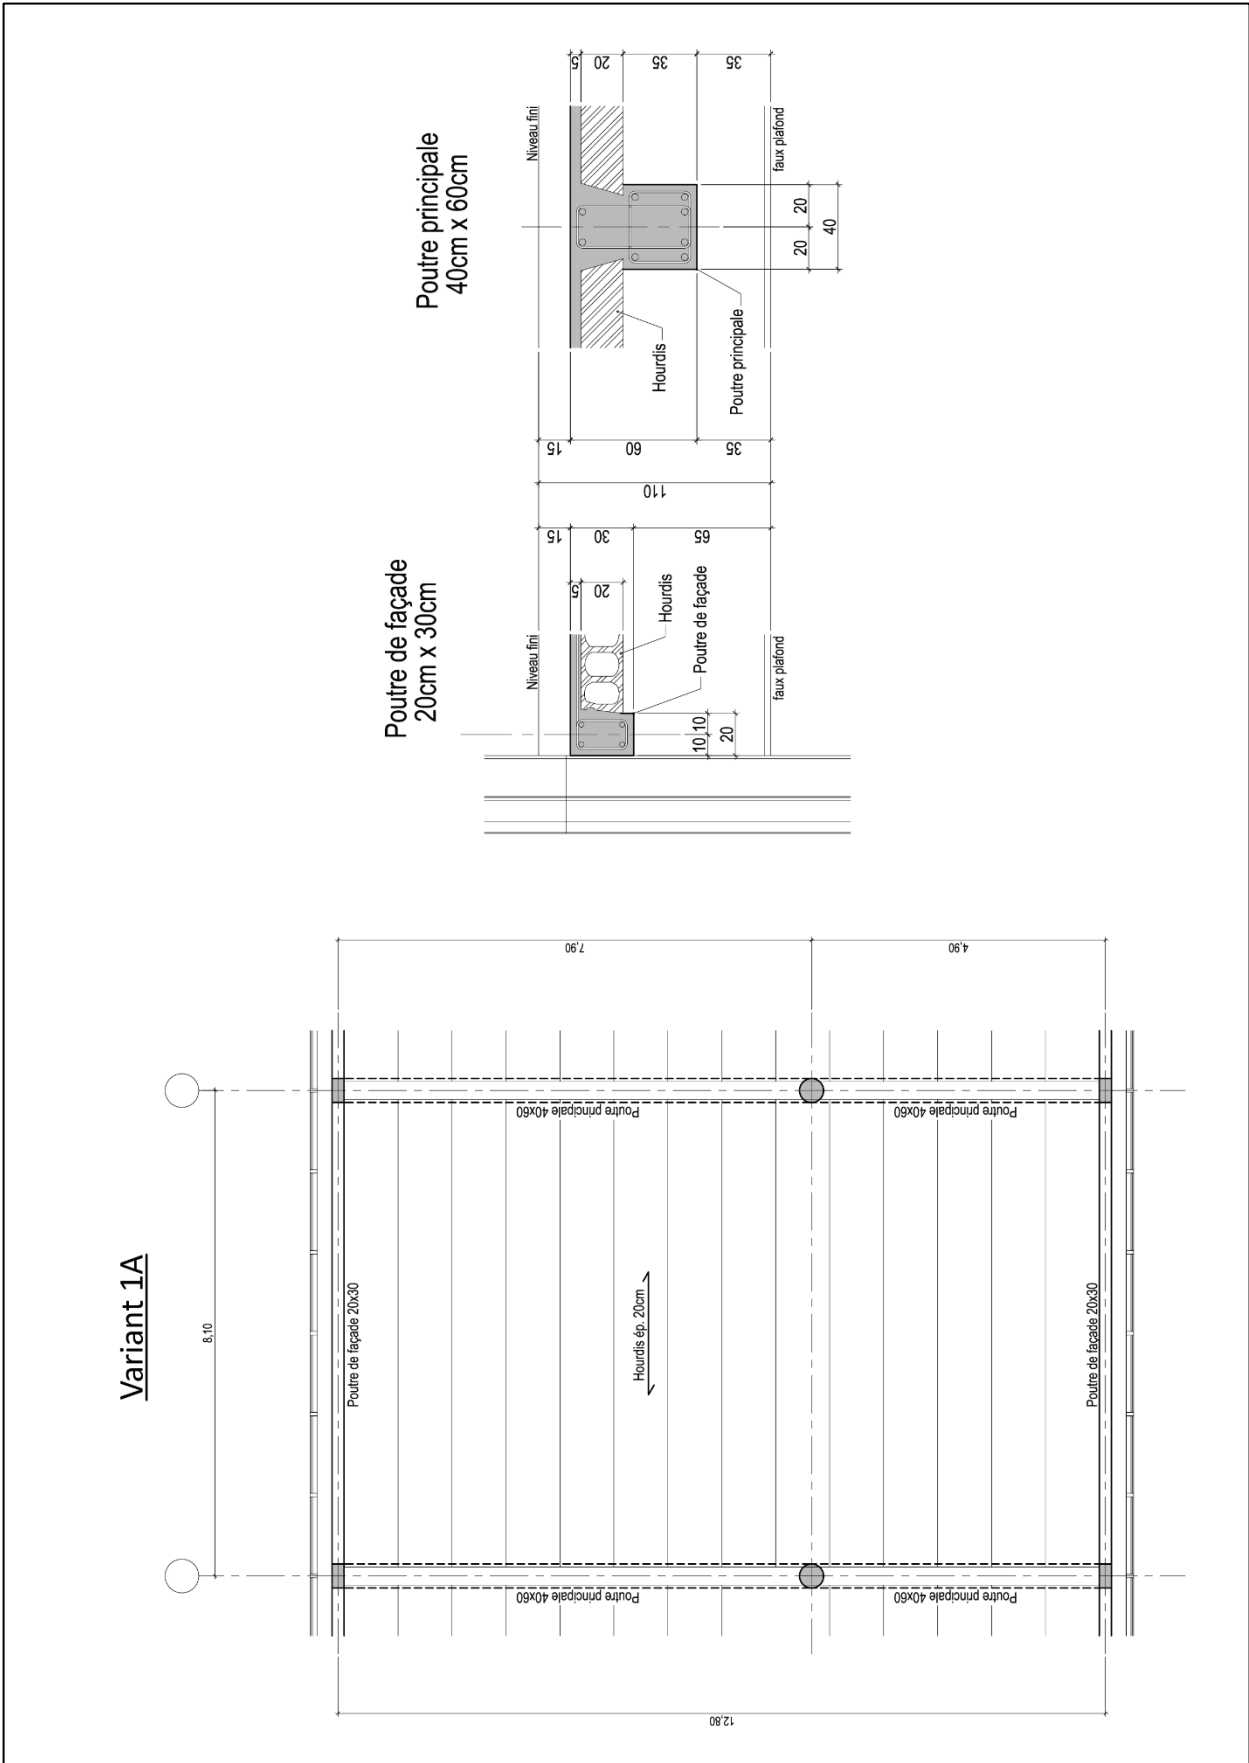 Variant 1A
8,10
12,80
7,90
4,90
Poutre de façade 20x30
Poutre principale 40x60
Poutre principale 40x60
Hourdis ép. 20cm
Poutre principale 40x60
Poutre principale 40x60
Poutre de façade 20x30
Poutre de façade
20cm x 30cm
Niveau fini
5
20
15
30
65
110
Hourdis
Poutre de façade
faux plafond
10
10
20
Poutre principale
40cm x 60cm
Niveau fini
5
20
35
35
15
60
35
Hourdis
Poutre principale
faux plafond
20
20
40